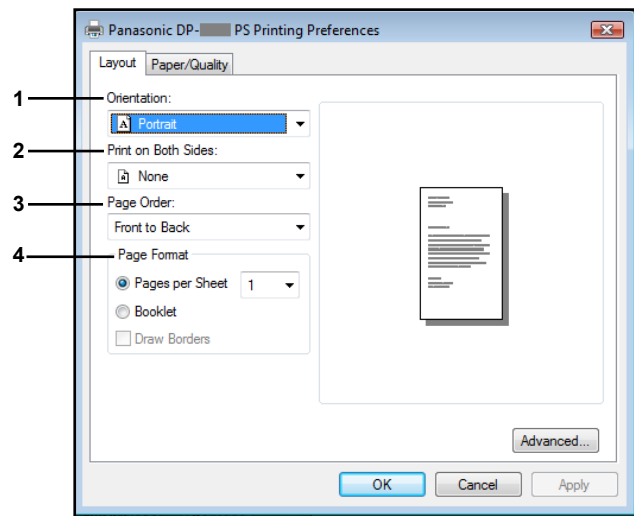 Panasonic DP- PS Printing Preferences
Layout
Paper/Quality
1
Orientation:
A Portrait
2
Print on Both Sides:
None
3
Page Order:
Front to Back
4
Page Format
Pages per Sheet 1
Booklet
Draw Borders
Advanced...
OK
Cancel
Apply